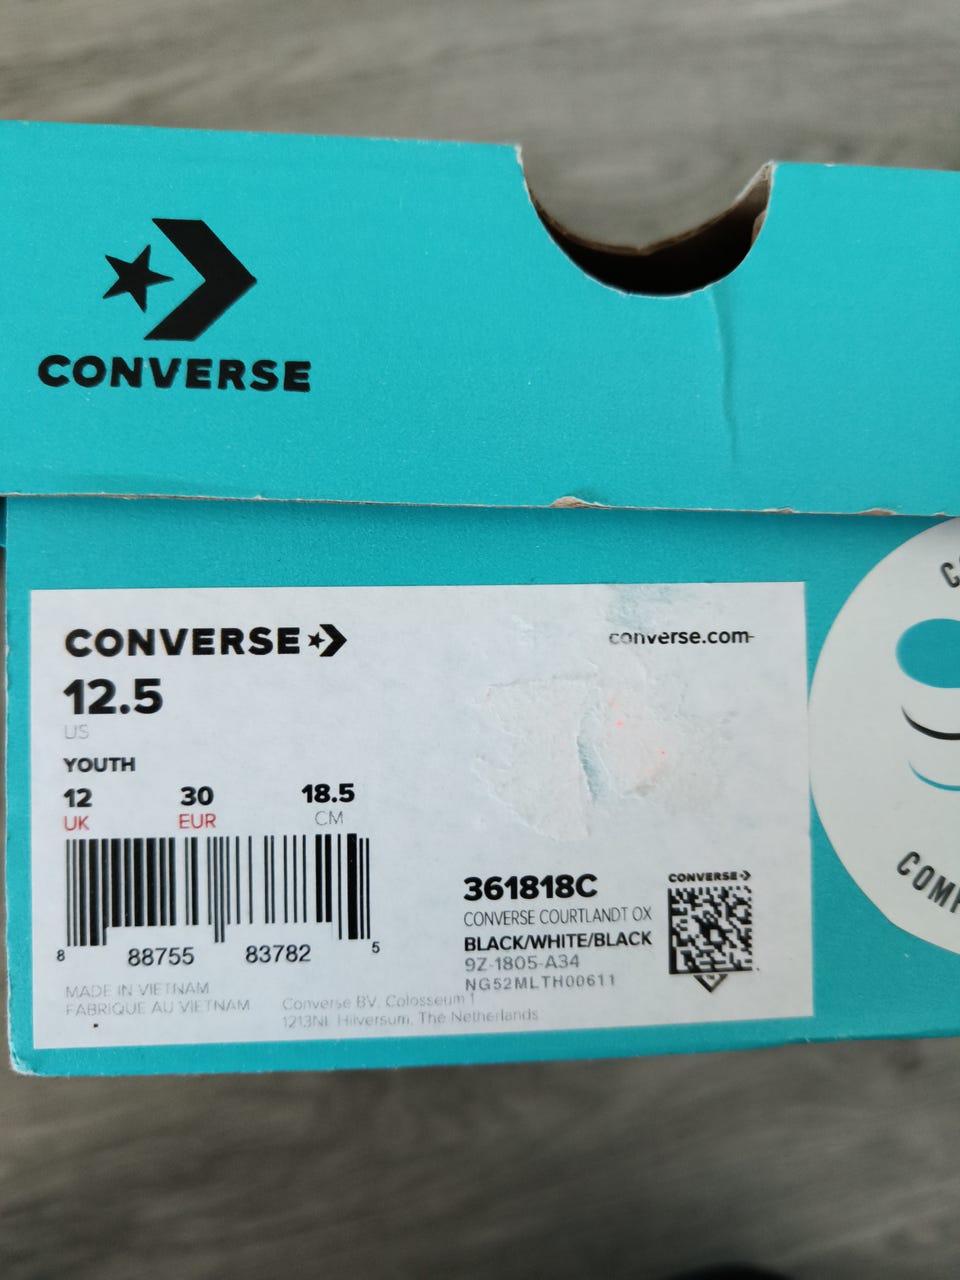 CONVERSE
CONVERSE
converse.com
12.5
US
YOUTH
12 30 18.5
UK EUR CM
8 88755 83782 5
361818C
CONVERSE COURTLANDT OX
BLACK/WHITE/BLACK
9Z-1805-A34
NG52MLTH00611
CONVERSE
MADE IN VIETNAM
FABRIQUE AU VIETNAM
Converse BV, Colosseum 1
1213NL Hilversum, The Netherlands